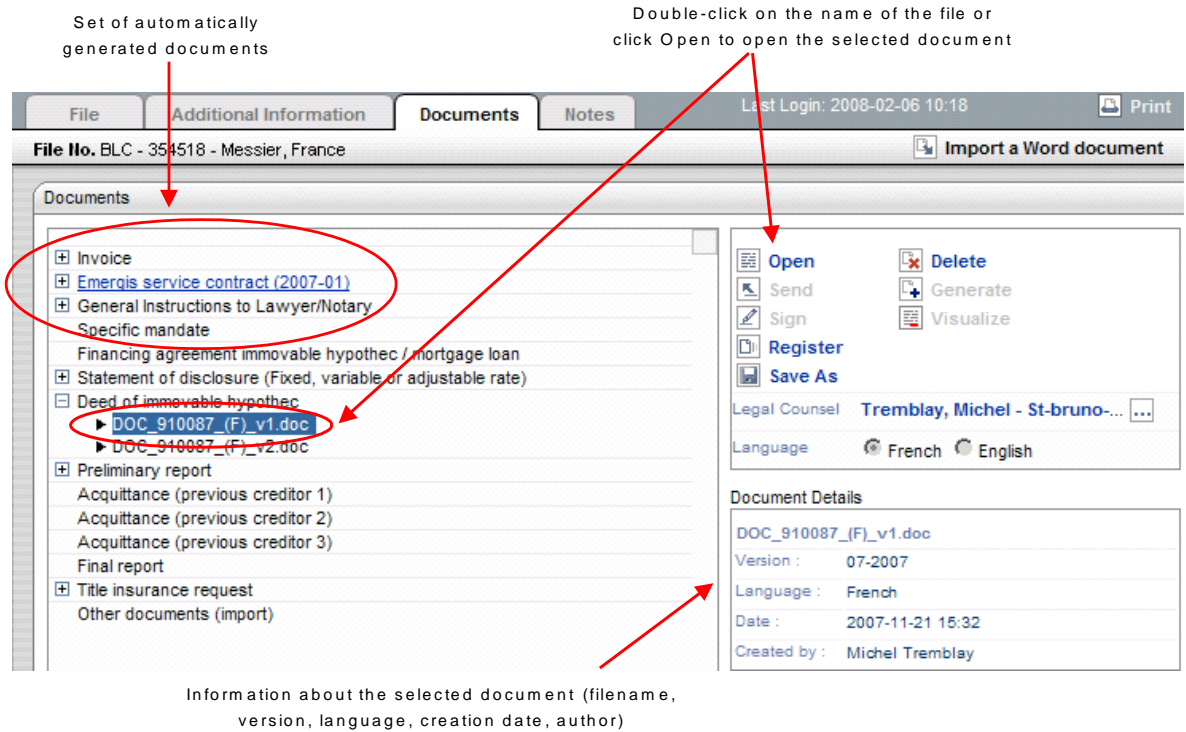 Set of automatically
generated documents
Double-click on the name of the file or
click Open to open the selected document
File
Additional Information
Documents
Notes
Last Login: 2008-02-06 10:18
Print
File No. BLC - 354518 - Messier, France
Import a Word document
Documents
Invoice
Emergis service contract (2007-01)
General Instructions to Lawyer/Notary
Specific mandate
Financing agreement immovable hypothec / mortgage loan
Statement of disclosure (Fixed, variable or adjustable rate)
Deed of immovable hypothec
DOC_910087_(F)_v1.doc
DOC_910087_(F)_v2.doc
Preliminary report
Acquittance (previous creditor 1)
Acquittance (previous creditor 2)
Acquittance (previous creditor 3)
Final report
Title insurance request
Other documents (import)
Open
Delete
Send
Generate
Sign
Visualize
Register
Save As
Legal Counsel Tremblay, Michel - St-bruno-... ...
Language French English
Document Details
DOC_910087_(F)_v1.doc
Version : 07-2007
Language : French
Date : 2007-11-21 15:32
Created by : Michel Tremblay
Information about the selected document (filename,
version, language, creation date, author)